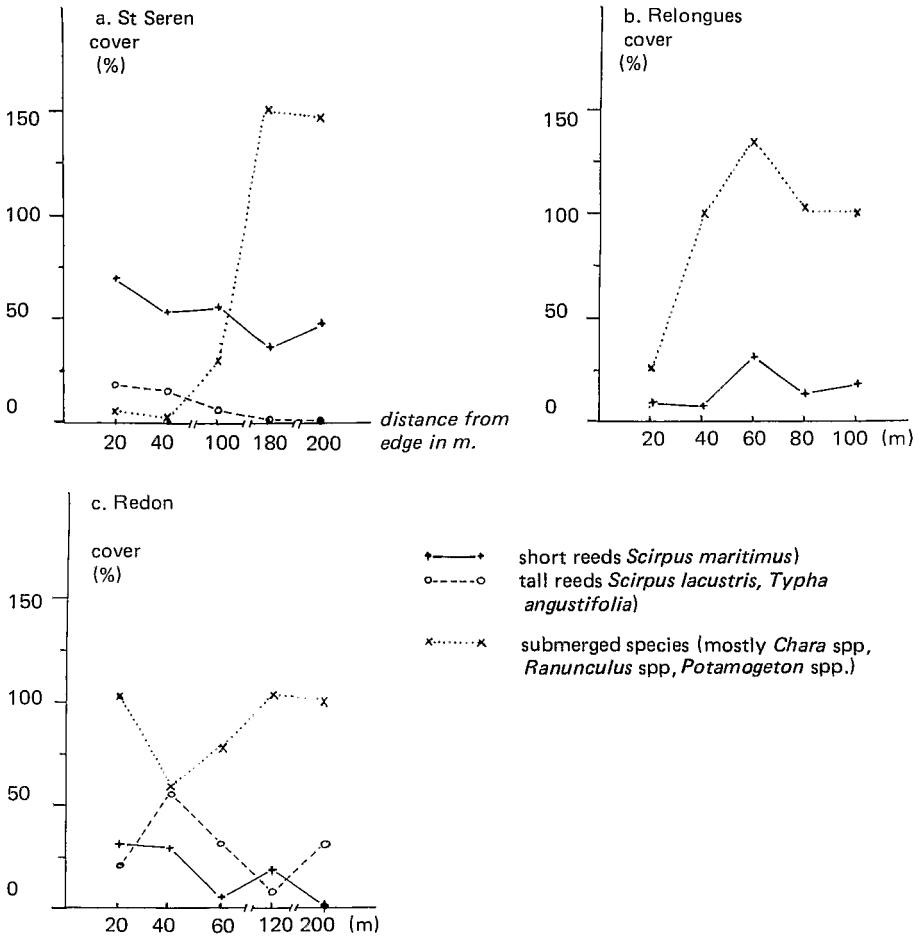 a. St Seren
cover
(%)
150
100
50
0
20 40 100 180 200
distance from
edge in m.
b. Relongues
cover
(%)
150
100
50
0
20 40 60 80 100 (m)
c. Redon
cover
(%)
150
100
50
0
20 40 60 120 200 (m)
short reeds Scirpus maritimus)
tall reeds Scirpus lacustris, Typha
angustifolia)
submerged species (mostly Chara spp,
Ranunculus spp, Potamogeton spp.)